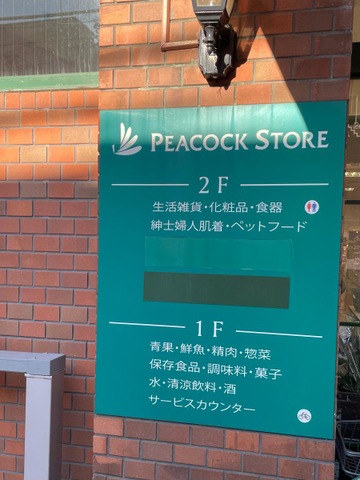 PEACOCK STORE
2F
生活雑貨・化粧品・食器
紳士婦人肌着・ペットフード
1F
青果・鮮魚・精肉・惣菜
保存食品・調味料・菓子
水・清涼飲料・酒
サービスカウンター